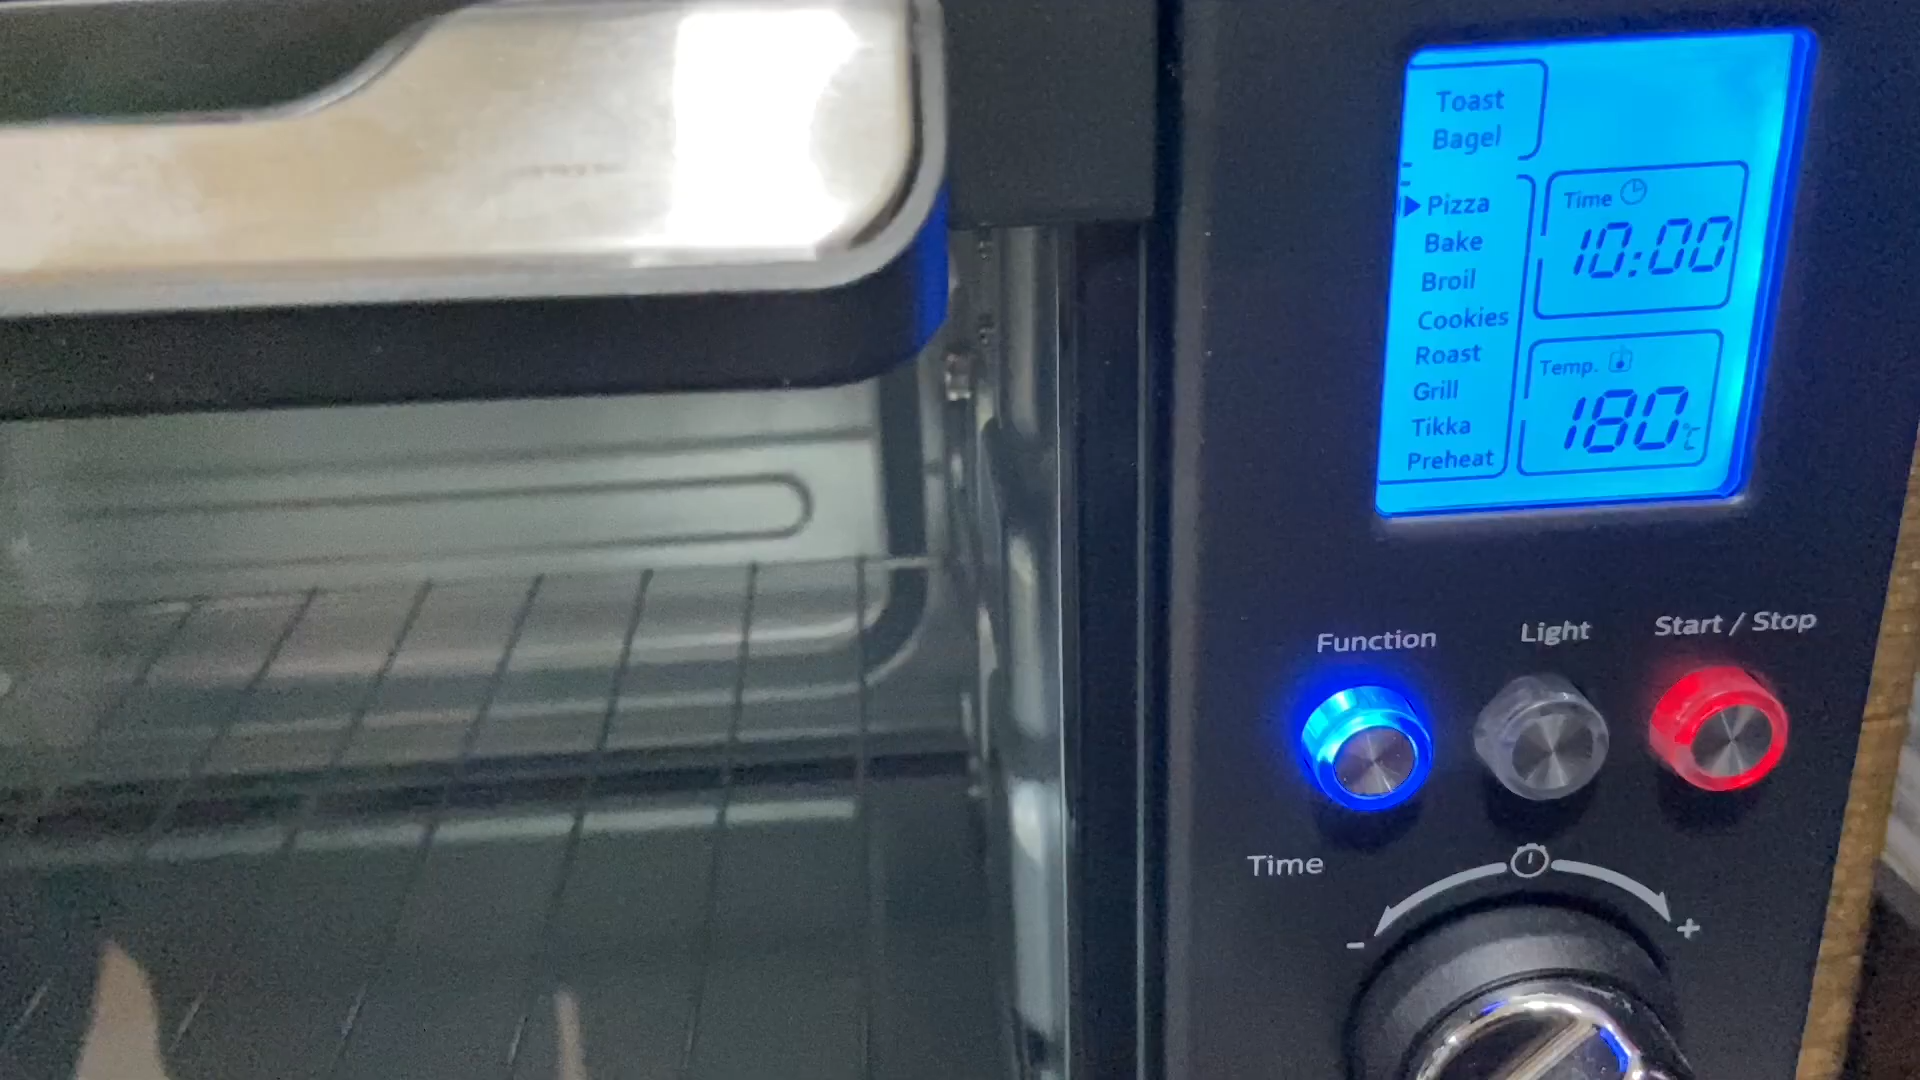 Toast
Bagel
Pizza
Bake
Broil
Cookies
Roast
Grill
Tikka
Preheat
Time
10:00
Temp.
180°C
Function
Light
Start / Stop
Time
- +